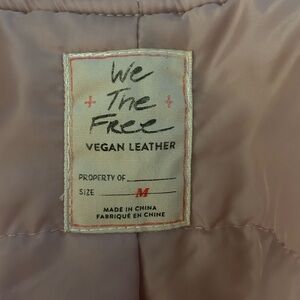 We
+ The +
Free
VEGAN LEATHER
PROPERTY OF
SIZE M
MADE IN CHINA
FABRIQUÉ EN CHINE